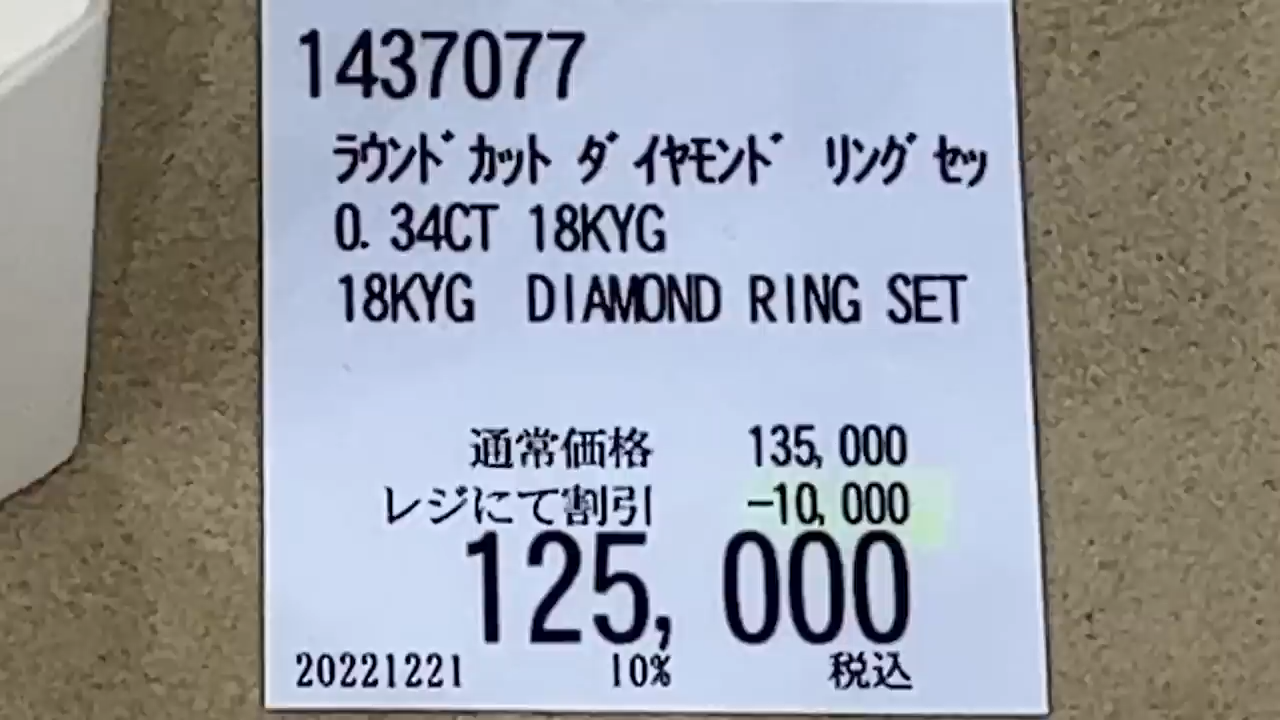 1437077
ﾗｳﾝﾄﾞｶｯﾄ ﾀﾞｲﾔﾓﾝﾄﾞ ﾘﾝｸﾞｾｯ
0.34CT 18KYG
18KYG DIAMOND RING SET
通常価格 135,000
レジにて割引 -10,000
125,000
20221221 10% 税込